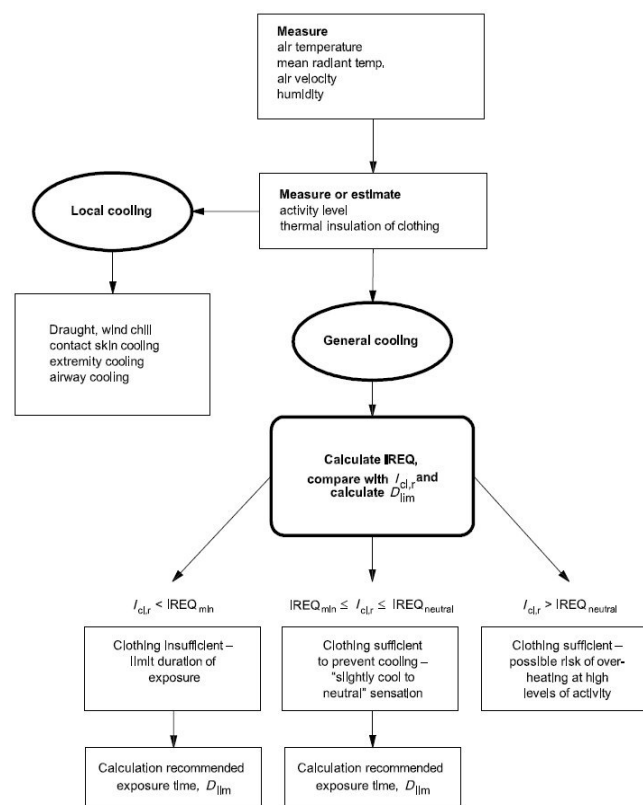 Measure
air temperature
mean radiant temp.
air velocity
humidity
Measure or estimate
activity level
thermal insulation of clothing
Local cooling
Draught, wind chill
contact skin cooling
extremity cooling
airway cooling
General cooling
Calculate IREQ,
compare with I_cl,r and
calculate D_lim
I_cl,r < IREQ_min
IREQ_min ≤ I_cl,r ≤ IREQ_neutral
I_cl,r > IREQ_neutral
Clothing insufficient –
limit duration of
exposure
Clothing sufficient
to prevent cooling –
"slightly cool to
neutral" sensation
Clothing sufficient –
possible risk of over-
heating at high
levels of activity
Calculation recommended
exposure time, D_lim
Calculation recommended
exposure time, D_lim